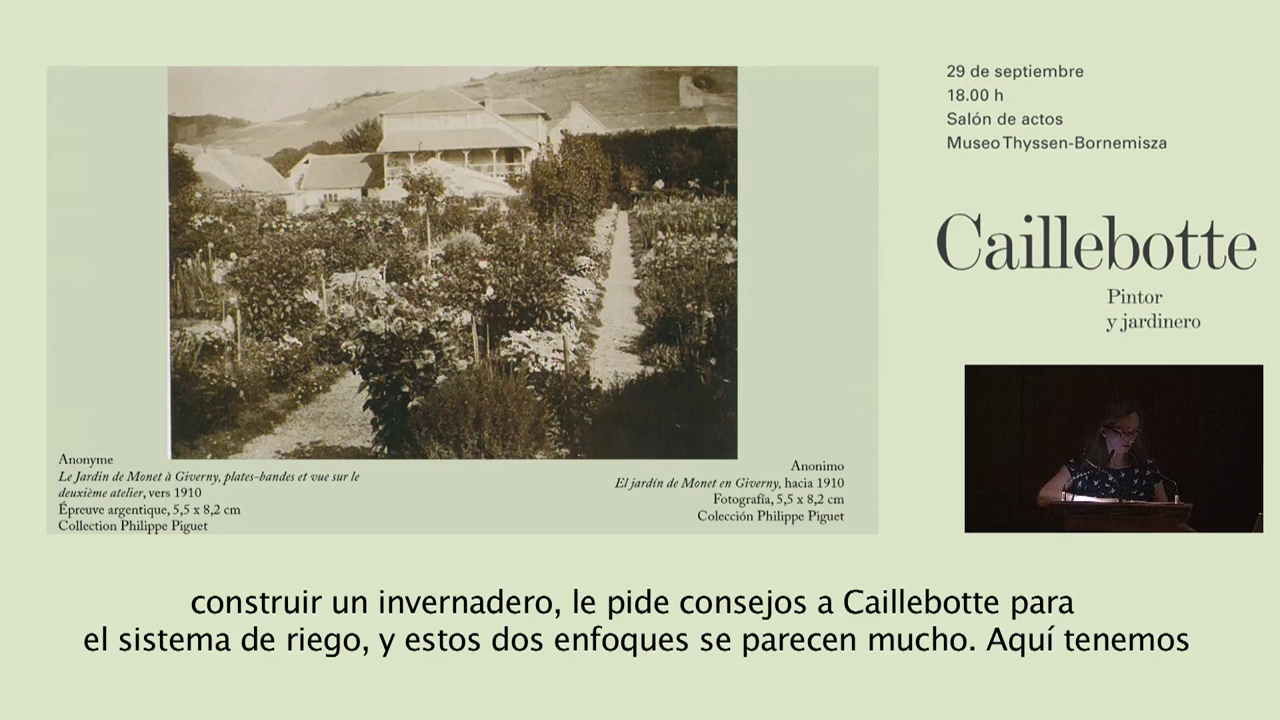 29 de septiembre
18.00 h
Salón de actos
Museo Thyssen-Bornemisza
Caillebotte
Pintor
y jardinero
Anonyme
Le Jardin de Monet à Giverny, plates-bandes et vue sur le
deuxième atelier, vers 1910
Épreuve argentique, 5,5 x 8,2 cm
Collection Philippe Piguet
Anonimo
El jardín de Monet en Giverny, hacia 1910
Fotografía, 5,5 x 8,2 cm
Colección Philippe Piguet
construir un invernadero, le pide consejos a Caillebotte para
el sistema de riego, y estos dos enfoques se parecen mucho. Aquí tenemos